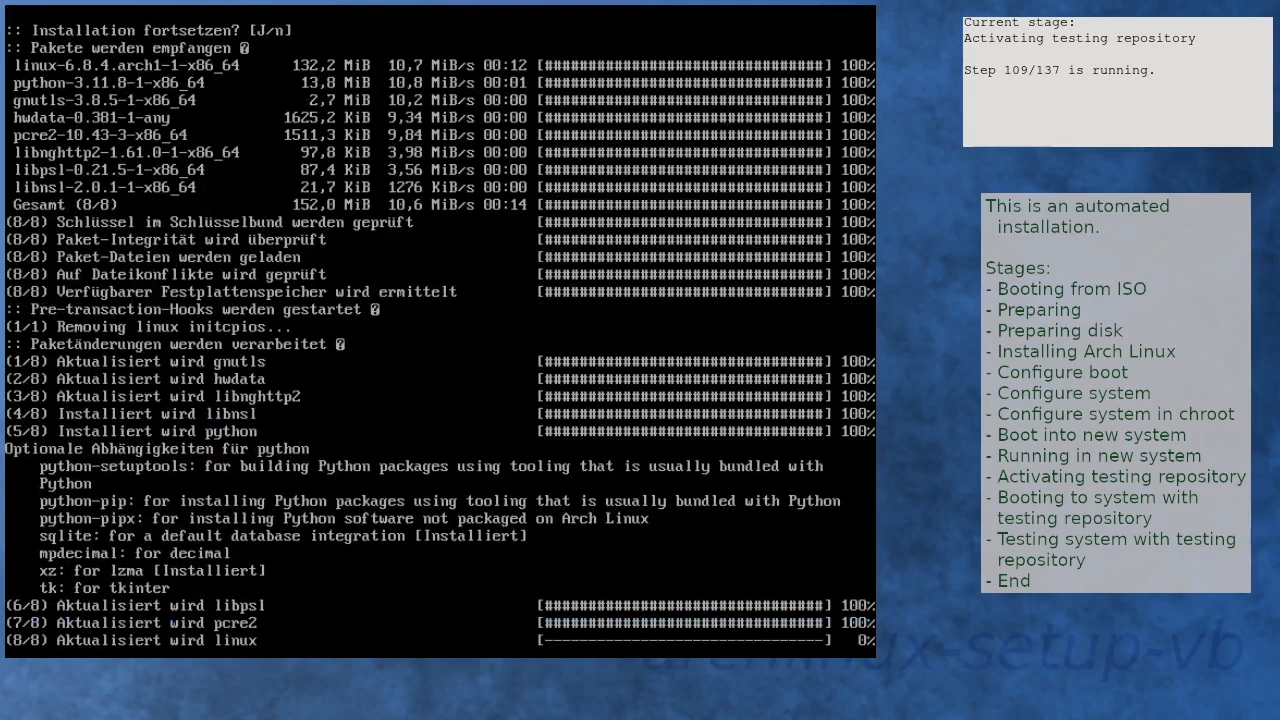 :: Installation fortsetzen? [J/n]
:: Pakete werden empfangen �
linux-6.8.4.arch1-1-x86_64 132,2 MiB 10,7 MiB/s 00:12 [#################################] 100%
python-3.11.8-1-x86_64 13,8 MiB 10,8 MiB/s 00:01 [#################################] 100%
gnutls-3.8.5-1-x86_64 2,7 MiB 10,2 MiB/s 00:00 [#################################] 100%
hwdata-0.381-1-any 1625,2 KiB 9,34 MiB/s 00:00 [#################################] 100%
pcre2-10.43-3-x86_64 1511,3 KiB 9,84 MiB/s 00:00 [#################################] 100%
libnghttp2-1.61.0-1-x86_64 97,8 KiB 3,98 MiB/s 00:00 [#################################] 100%
libpsl-0.21.5-1-x86_64 87,4 KiB 3,56 MiB/s 00:00 [#################################] 100%
libnsl-2.0.1-1-x86_64 21,7 KiB 1276 KiB/s 00:00 [#################################] 100%
Gesamt (8/8) 152,0 MiB 10,6 MiB/s 00:14 [#################################] 100%
(8/8) Schlüssel im Schlüsselbund werden geprüft [#################################] 100%
(8/8) Paket-Integrität wird überprüft [#################################] 100%
(8/8) Paket-Dateien werden geladen [#################################] 100%
(8/8) Auf Dateikonflikte wird geprüft [#################################] 100%
(8/8) Verfügbarer Festplattenspeicher wird ermittelt [#################################] 100%
:: Pre-transaction-Hooks werden gestartet �
(1/1) Removing linux initcpios...
:: Paketänderungen werden verarbeitet �
(1/8) Aktualisiert wird gnutls [#################################] 100%
(2/8) Aktualisiert wird hwdata [#################################] 100%
(3/8) Aktualisiert wird libnghttp2 [#################################] 100%
(4/8) Installiert wird libnsl [#################################] 100%
(5/8) Installiert wird python [#################################] 100%
Optionale Abhängigkeiten für python
python-setuptools: for building Python packages using tooling that is usually bundled with
Python
python-pip: for installing Python packages using tooling that is usually bundled with Python
python-pipx: for installing Python software not packaged on Arch Linux
sqlite: for a default database integration [Installiert]
mpdecimal: for decimal
xz: for lzma [Installiert]
tk: for tkinter
(6/8) Aktualisiert wird libpsl [#################################] 100%
(7/8) Aktualisiert wird pcre2 [#################################] 100%
(8/8) Aktualisiert wird linux [---------------------------------] 0%
Current stage:
Activating testing repository
Step 109/137 is running.
This is an automated
installation.
Stages:
- Booting from ISO
- Preparing
- Preparing disk
- Installing Arch Linux
- Configure boot
- Configure system
- Configure system in chroot
- Boot into new system
- Running in new system
- Activating testing repository
- Booting to system with
testing repository
- Testing system with testing
repository
- End
archlinux-setup-vb